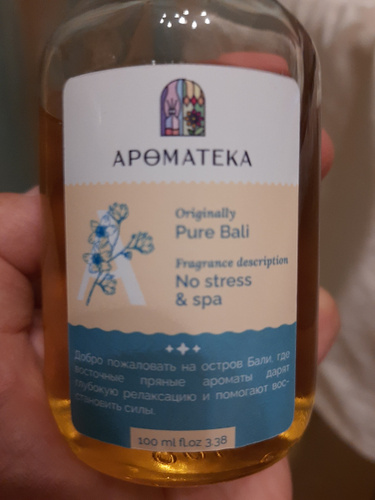 АРѲМАТЕКА
Originally
Pure Bali
Fragrance description
No stress
& spa
Добро пожаловать на остров Бали, где
восточные пряные ароматы дарят
глубокую релаксацию и помогают вос-
становить силы.
100 ml fl.oz 3.38